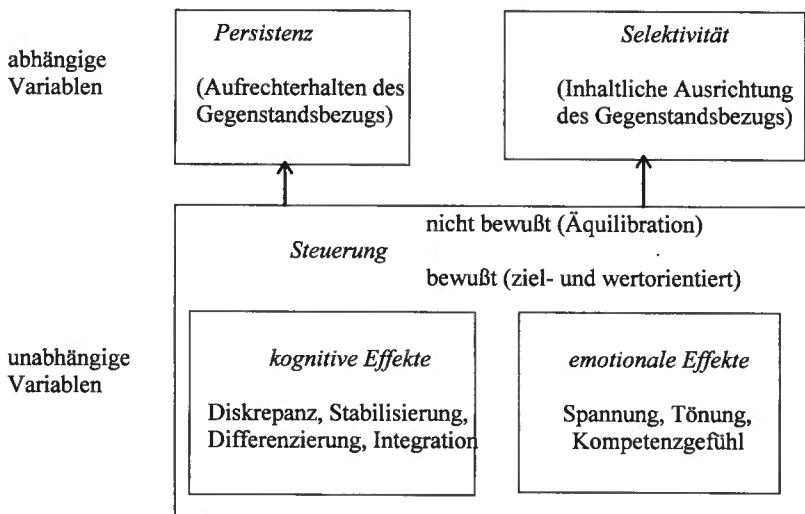 abhängige
Variablen
Persistenz
(Aufrechterhalten des
Gegenstandsbezugs)
Selektivität
(Inhaltliche Ausrichtung
des Gegenstandsbezugs)
nicht bewußt (Äquilibration)
Steuerung
bewußt (ziel- und wertorientiert)
unabhängige
Variablen
kognitive Effekte
Diskrepanz, Stabilisierung,
Differenzierung, Integration
emotionale Effekte
Spannung, Tönung,
Kompetenzgefühl